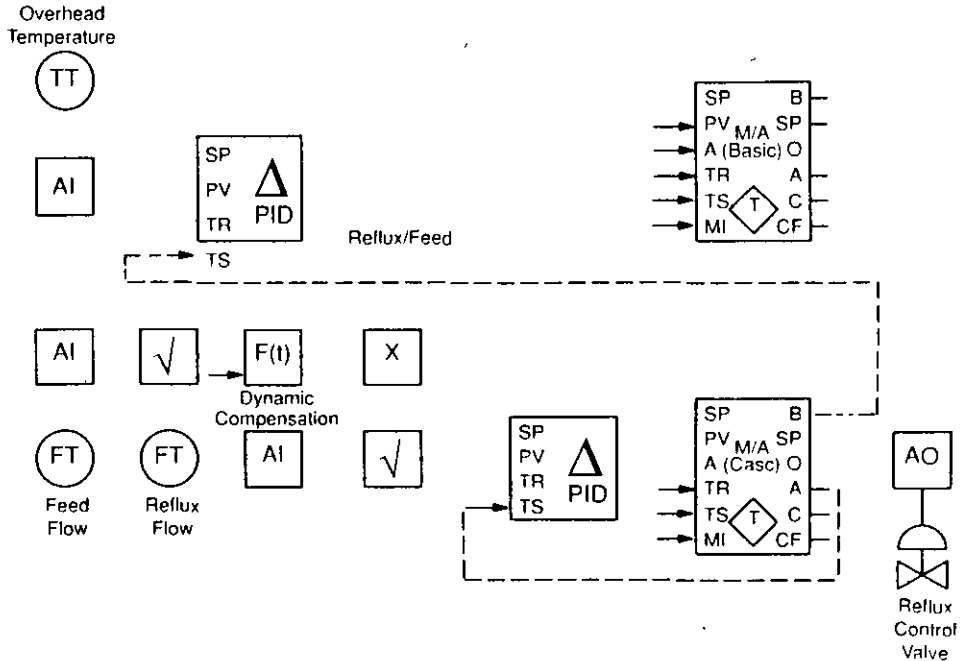 Overhead
Temperature
TT
AI
SP
PV
TR
TS
Δ
PID
Reflux/Feed
SP B
PV M/A SP
A (Basic) O
TR A
TS T C
MI CF
AI
√
F(t)
X
Dynamic
Compensation
FT
Feed
Flow
FT
Reflux
Flow
AI
√
SP
PV
TR
TS
Δ
PID
SP B
PV M/A SP
A (Casc) O
TR A
TS T C
MI CF
AO
Reflux
Control
Valve